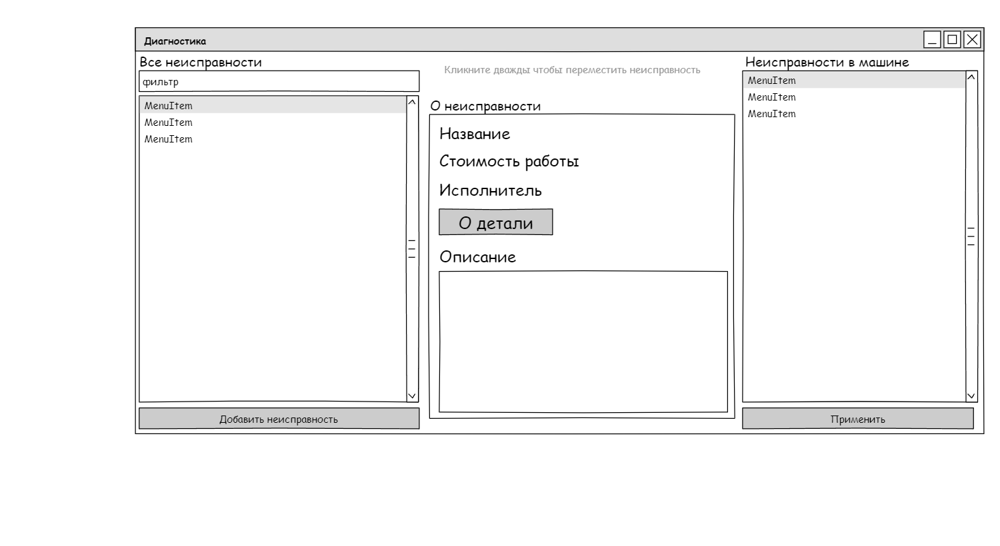 Диагностика
Все неисправности
фильтр
MenuItem
MenuItem
MenuItem
Добавить неисправность
Кликните дважды чтобы переместить неисправность
О неисправности
Название
Стоимость работы
Исполнитель
О детали
Описание
Неисправности в машине
MenuItem
MenuItem
MenuItem
Применить